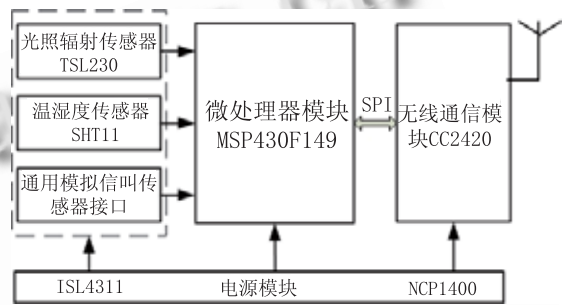 光照辐射传感器
TSL230
温湿度传感器
SHT11
通用模拟信叫传
感器接口
微处理器模块
MSP430F149
SPI
无线通信模
块CC2420
ISL4311
电源模块
NCP1400